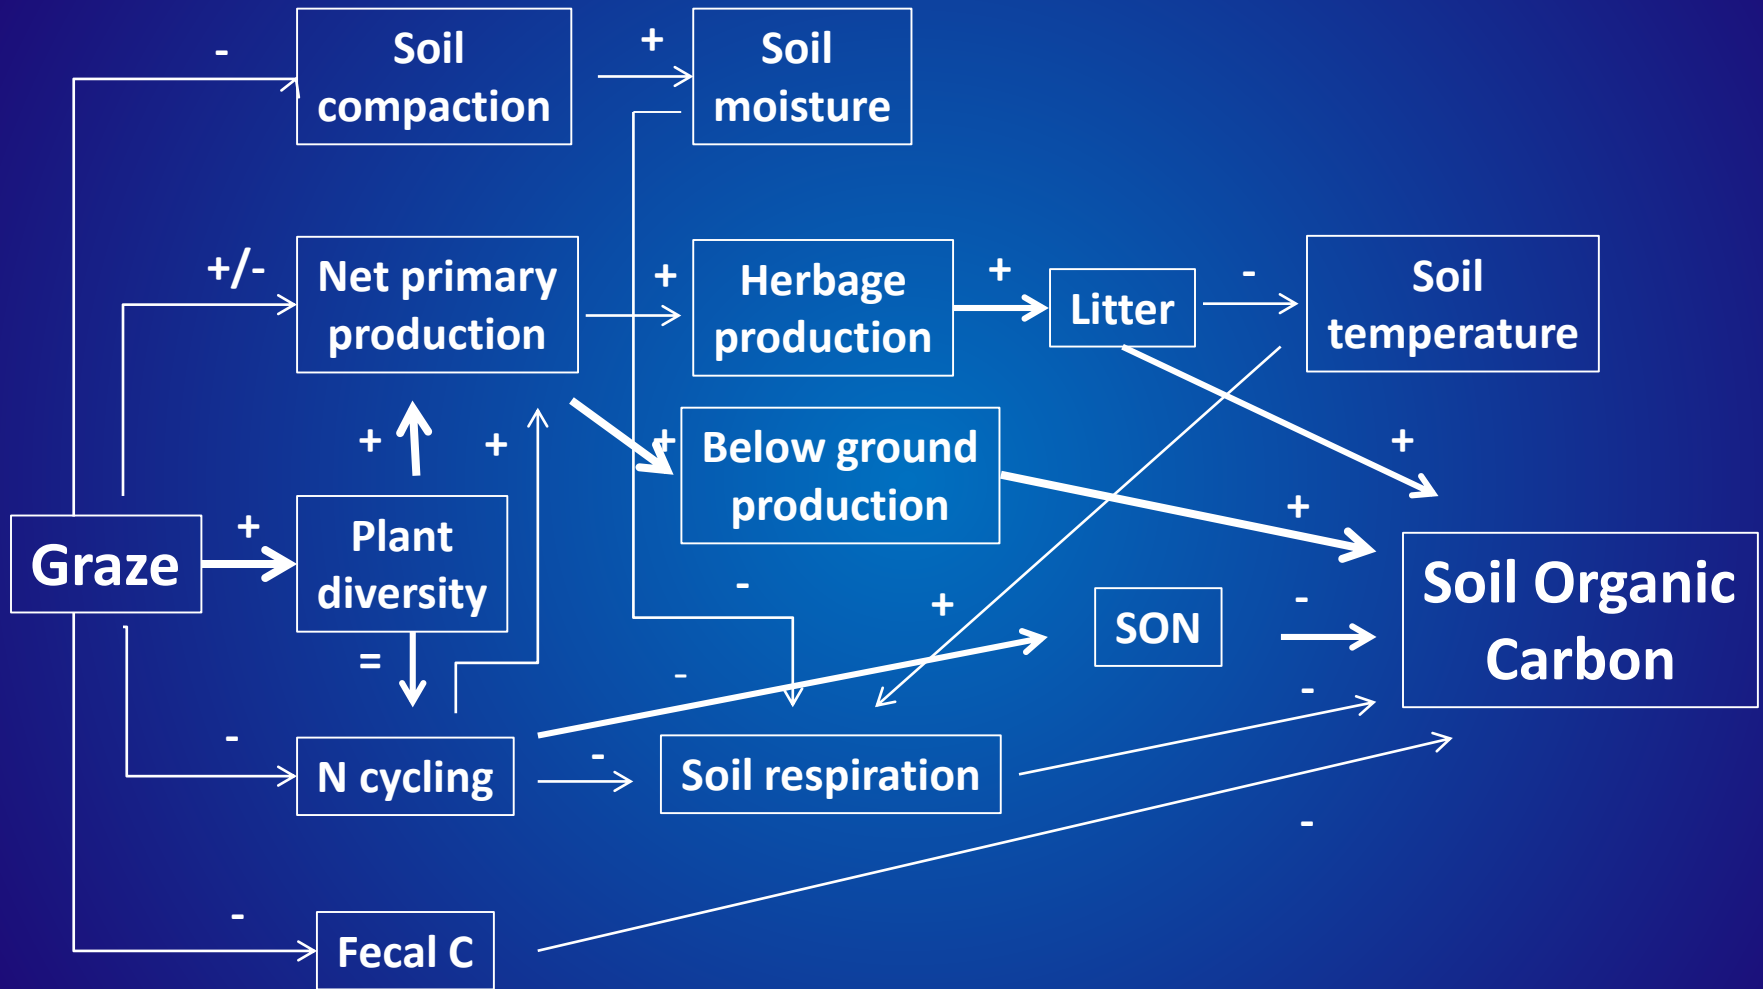 -
Soil
compaction
+
Soil
moisture
+/-
Net primary
production
+
Herbage
production
+
Litter
-
Soil
temperature
+
+
+
Below ground
production
+
+
Graze
+
Plant
diversity
=
-
+
SON
-
Soil Organic
Carbon
-
N cycling
-
-
Soil respiration
-
-
-
Fecal C